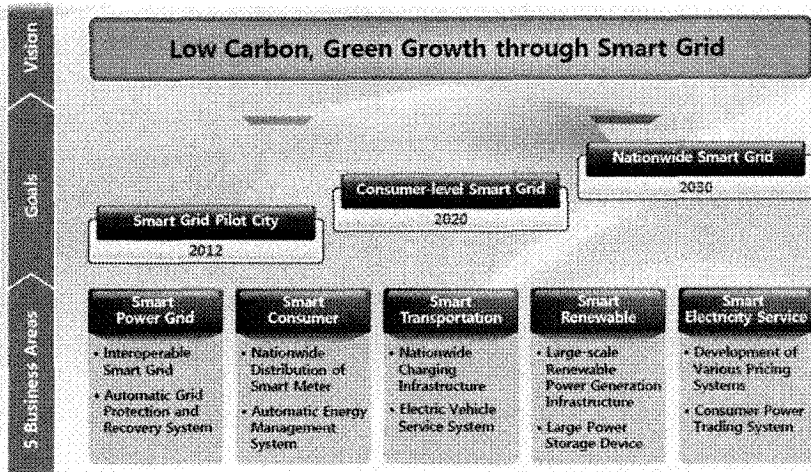 Vision
Low Carbon, Green Growth through Smart Grid
Goals
Smart Grid Pilot City
2012
Consumer-level Smart Grid
2020
Nationwide Smart Grid
2030
5 Business Areas
Smart
Power Grid
• Interoperable
Smart Grid
• Automatic Grid
Protection and
Recovery System
Smart
Consumer
• Nationwide
Distribution of
Smart Meter
• Automatic Energy
Management
System
Smart
Transportation
• Nationwide
Charging
Infrastructure
• Electric Vehicle
Service System
Smart
Renewable
• Large-scale
Renewable
Power Generation
Infrastructure
• Large Power
Storage Device
Smart
Electricity Service
• Development of
Various Pricing
Systems
• Consumer Power
Trading System